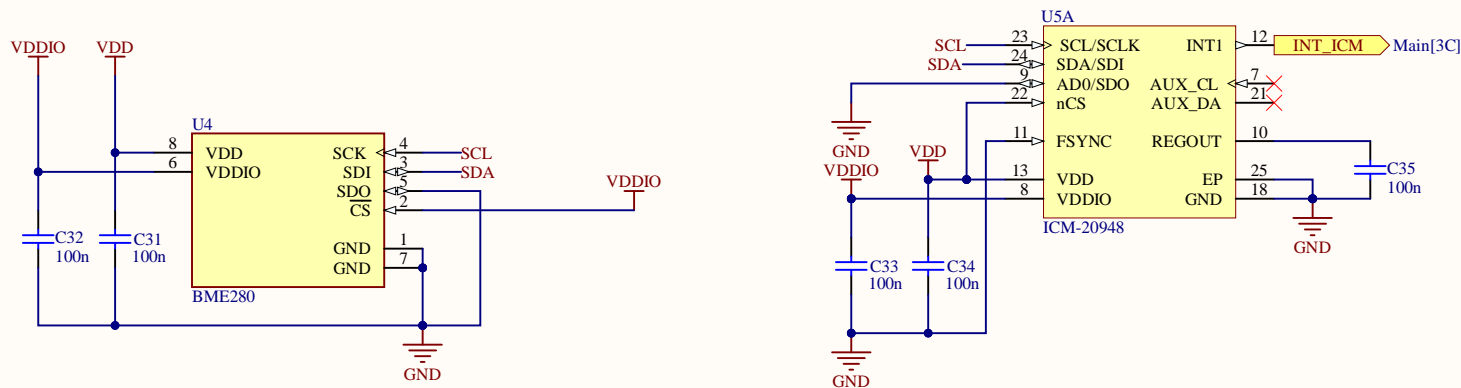 VDDIO
VDD
U4
8
VDD
SCK
4
SCL
6
VDDIO
SDI
3
SDA
SDO
5
CS
2
VDDIO
GND
1
GND
7
BME280
C32
100n
C31
100n
GND
U5A
SCL
23
SCL/SCLK
INT1
12
INT_ICM
Main[3C]
SDA
24
SDA/SDI
9
AD0/SDO
AUX_CL
7
22
nCS
AUX_DA
21
GND
11
FSYNC
REGOUT
10
VDD
VDDIO
13
VDD
EP
25
8
VDDIO
GND
18
C35
100n
ICM-20948
GND
C33
100n
C34
100n
GND